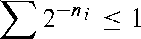 ∑ 2^{-n_i} ≤ 1